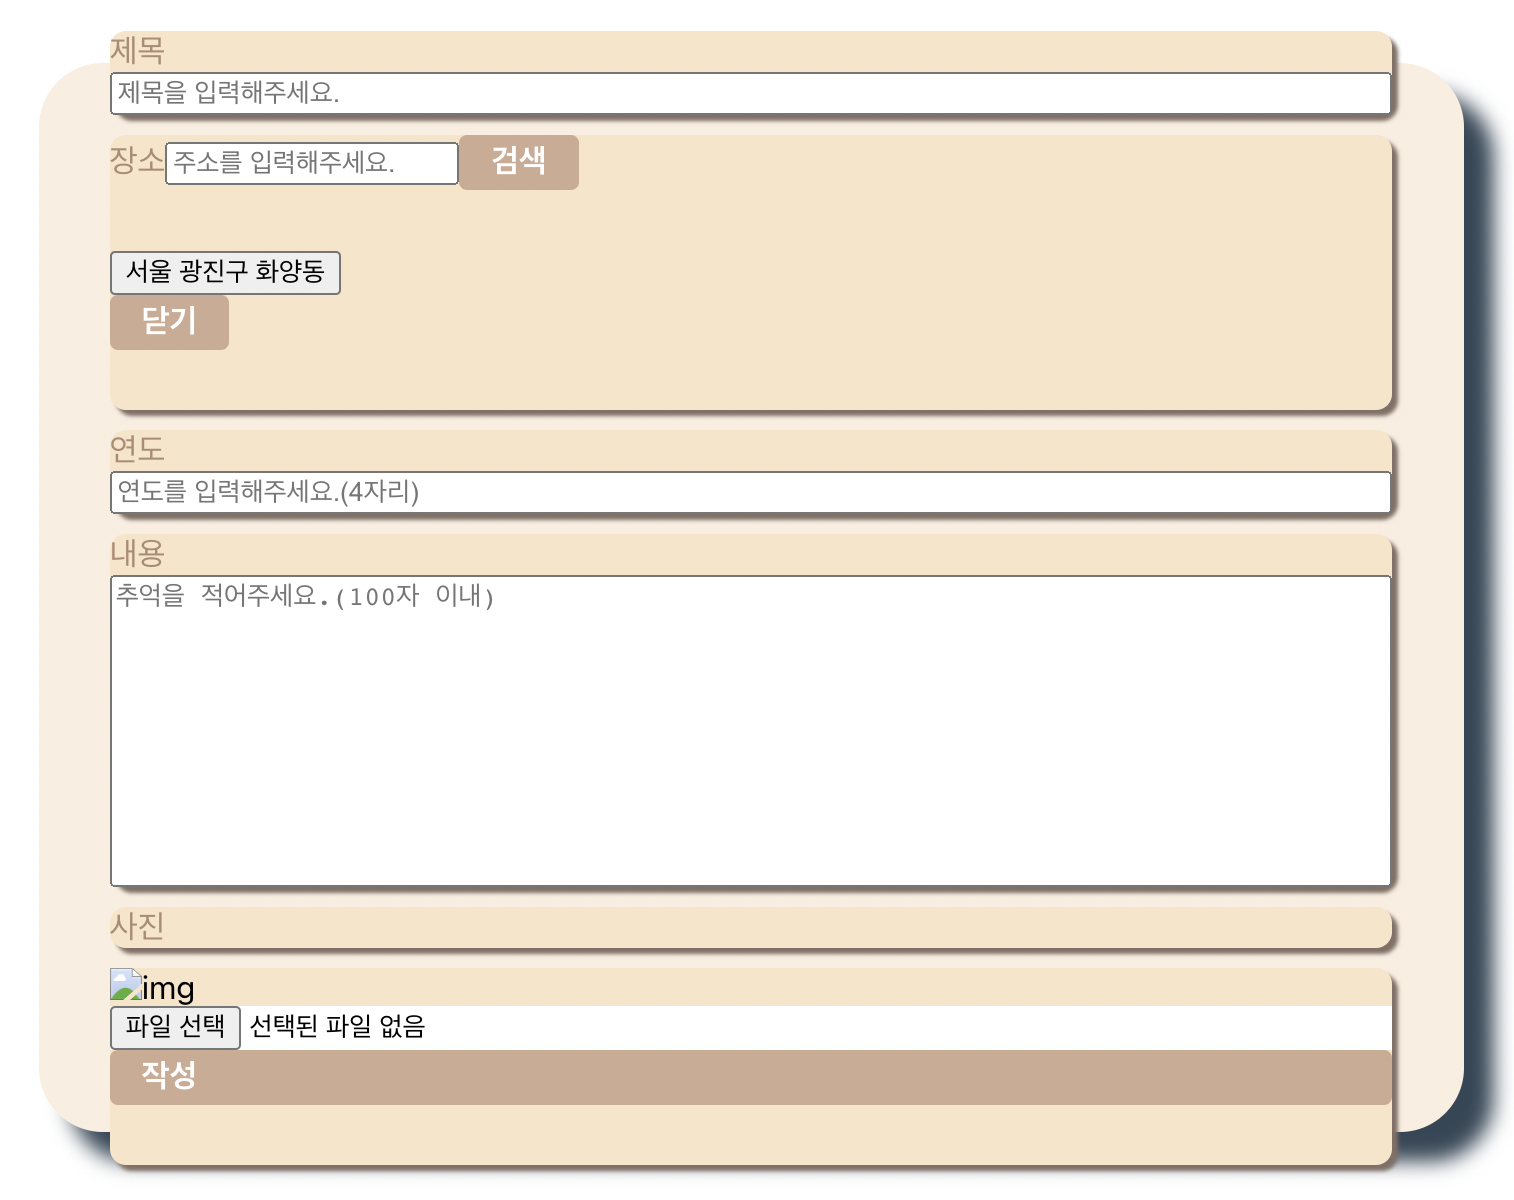 제목
제목을 입력해주세요.
장소 주소를 입력해주세요. 검색
서울 광진구 화양동
닫기
연도
연도를 입력해주세요.(4자리)
내용
추억을 적어주세요.(100자 이내)
사진
img
파일 선택 선택된 파일 없음
작성